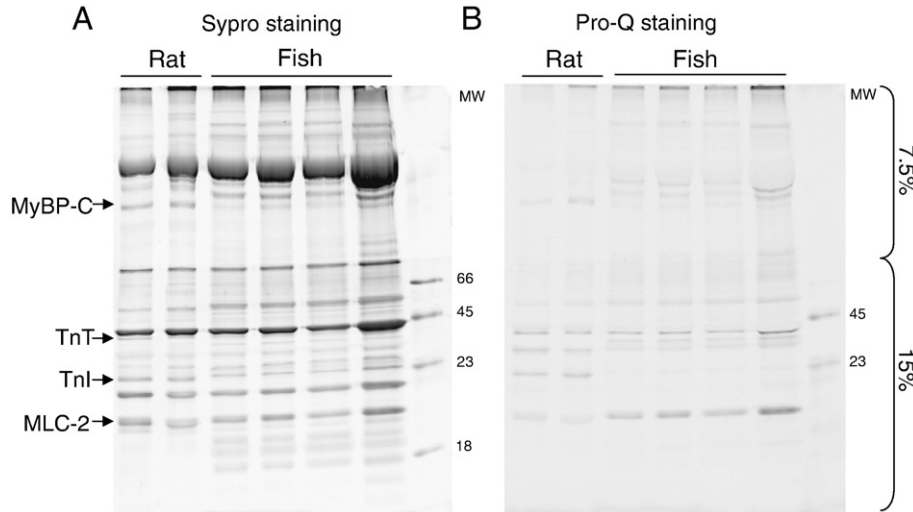 A
Sypro staining
Rat
Fish
MW
MyBP-C
66
45
TnT
23
TnI
MLC-2
18
B
Pro-Q staining
Rat
Fish
MW
7.5%
45
23
15%